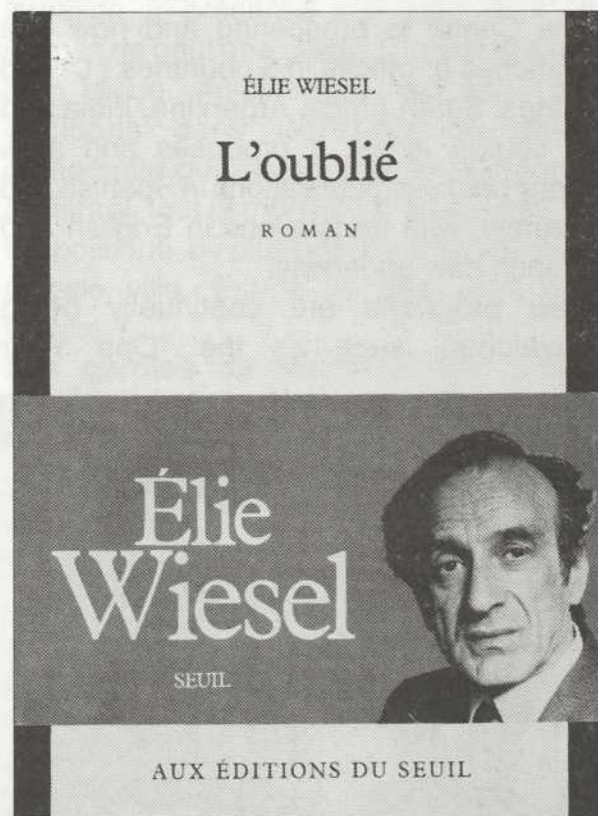 ÉLIE WIESEL
L'oublié
ROMAN
Élie
Wiesel
SEUIL
AUX ÉDITIONS DU SEUIL